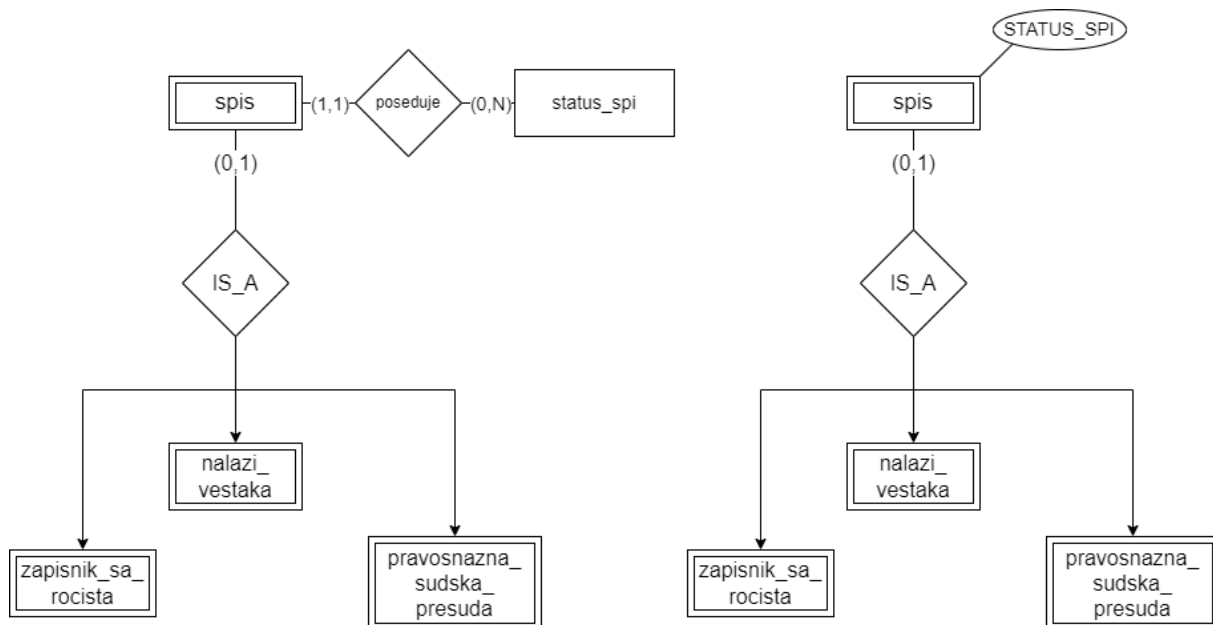 STATUS_SPI
spis
(1,1)
poseduje
(0,N)
status_spi
spis
(0,1)
(0,1)
IS_A
IS_A
nalazi_
vestaka
nalazi_
vestaka
zapisnik_sa_
rocista
pravosnazna_
sudska_
presuda
zapisnik_sa_
rocista
pravosnazna_
sudska_
presuda